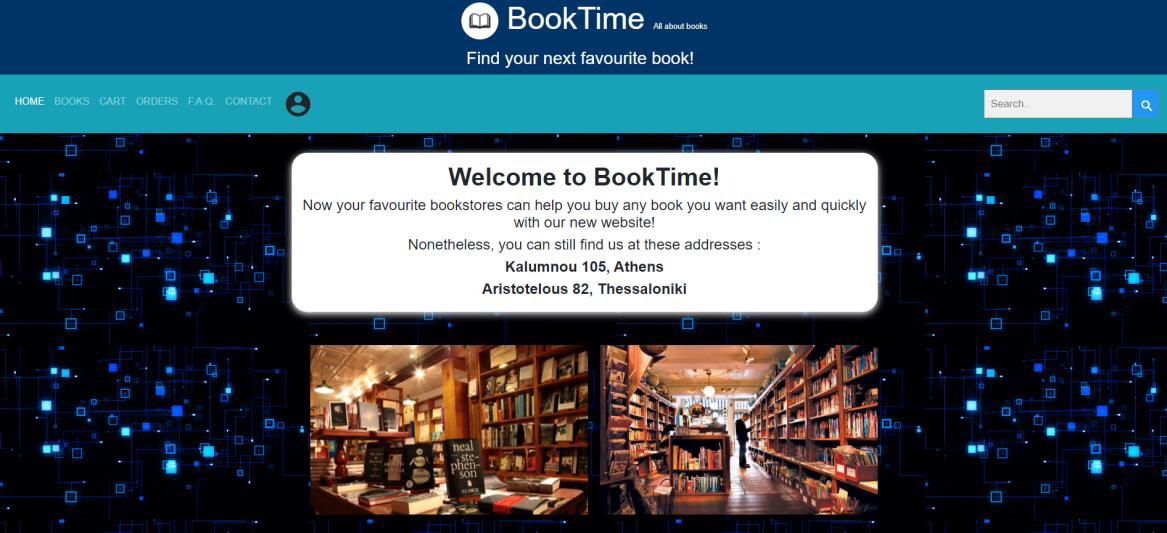 BookTime All about books
Find your next favourite book!
HOME BOOKS CART ORDERS F.A.Q. CONTACT
Search..
Welcome to BookTime!
Now your favourite bookstores can help you buy any book you want easily and quickly
with our new website!
Nonetheless, you can still find us at these addresses :
Kalumnou 105, Athens
Aristotelous 82, Thessaloniki
neal
ste-
phen-
son
REAMDE